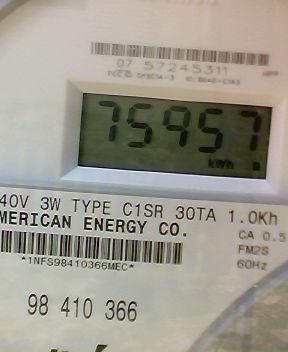 07 57245311
75957
kWh
40V 3W TYPE C1SR 30TA 1.0Kh
MERICAN ENERGY CO.
CA 0.5
FM2S
60Hz
*1NFS98410366MEC*
98 410 366